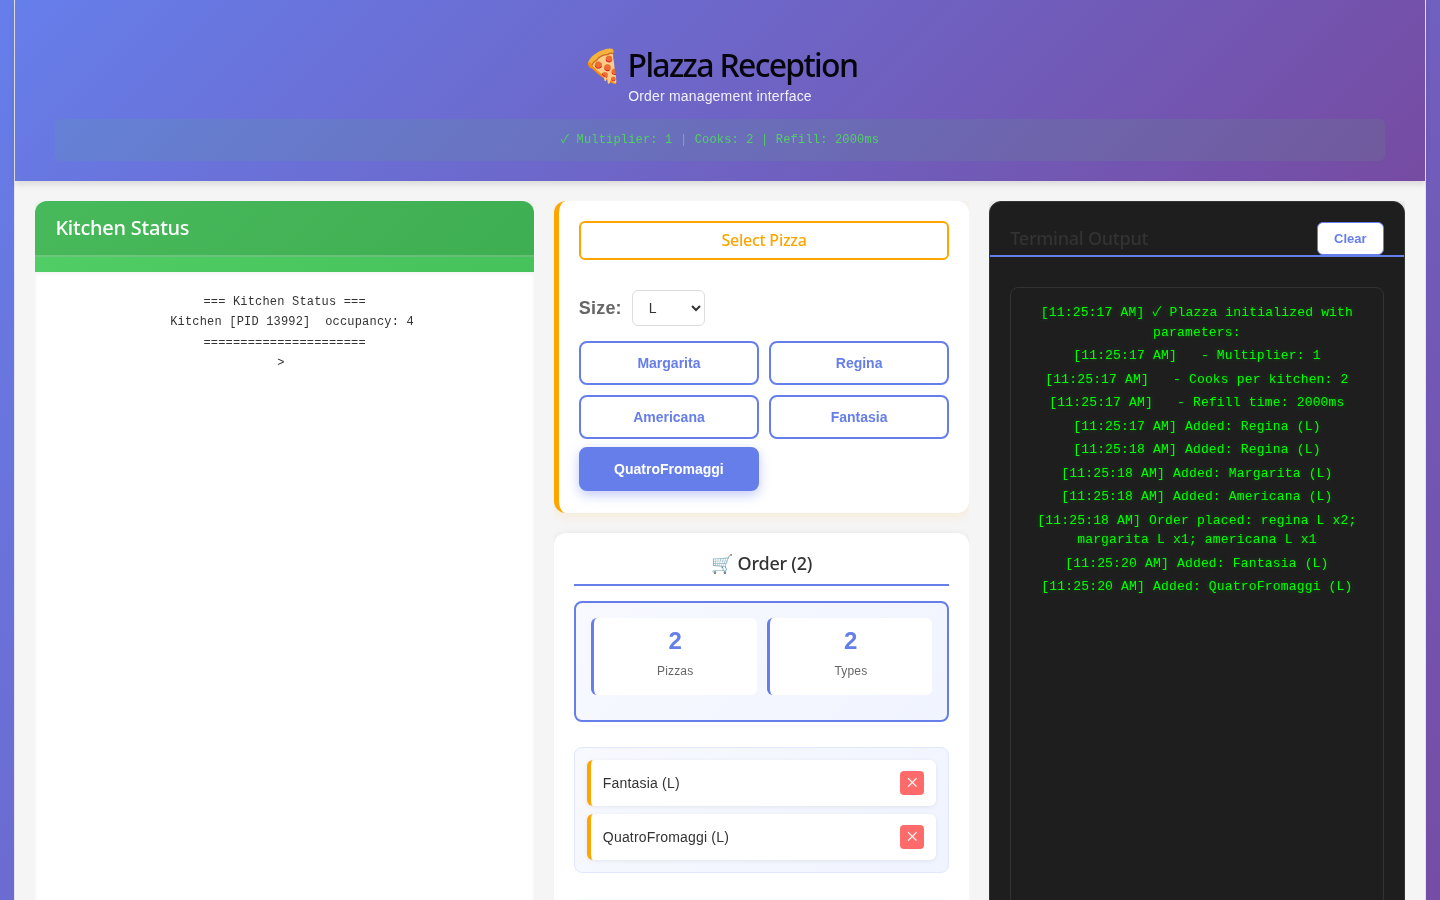 🍕 Plazza Reception
Order management interface
✓ Multiplier: 1 | Cooks: 2 | Refill: 2000ms
Kitchen Status
=== Kitchen Status ===
Kitchen [PID 13992]  occupancy: 4
======================
>
Select Pizza
Size: L
Margarita
Regina
Americana
Fantasia
QuatroFromaggi
🛒 Order (2)
2
Pizzas
2
Types
Fantasia (L)
QuatroFromaggi (L)
Terminal Output
Clear
[11:25:17 AM] ✓ Plazza initialized with
parameters:
[11:25:17 AM]   - Multiplier: 1
[11:25:17 AM]   - Cooks per kitchen: 2
[11:25:17 AM]   - Refill time: 2000ms
[11:25:17 AM] Added: Regina (L)
[11:25:18 AM] Added: Regina (L)
[11:25:18 AM] Added: Margarita (L)
[11:25:18 AM] Added: Americana (L)
[11:25:18 AM] Order placed: regina L x2;
margarita L x1; americana L x1
[11:25:20 AM] Added: Fantasia (L)
[11:25:20 AM] Added: QuatroFromaggi (L)